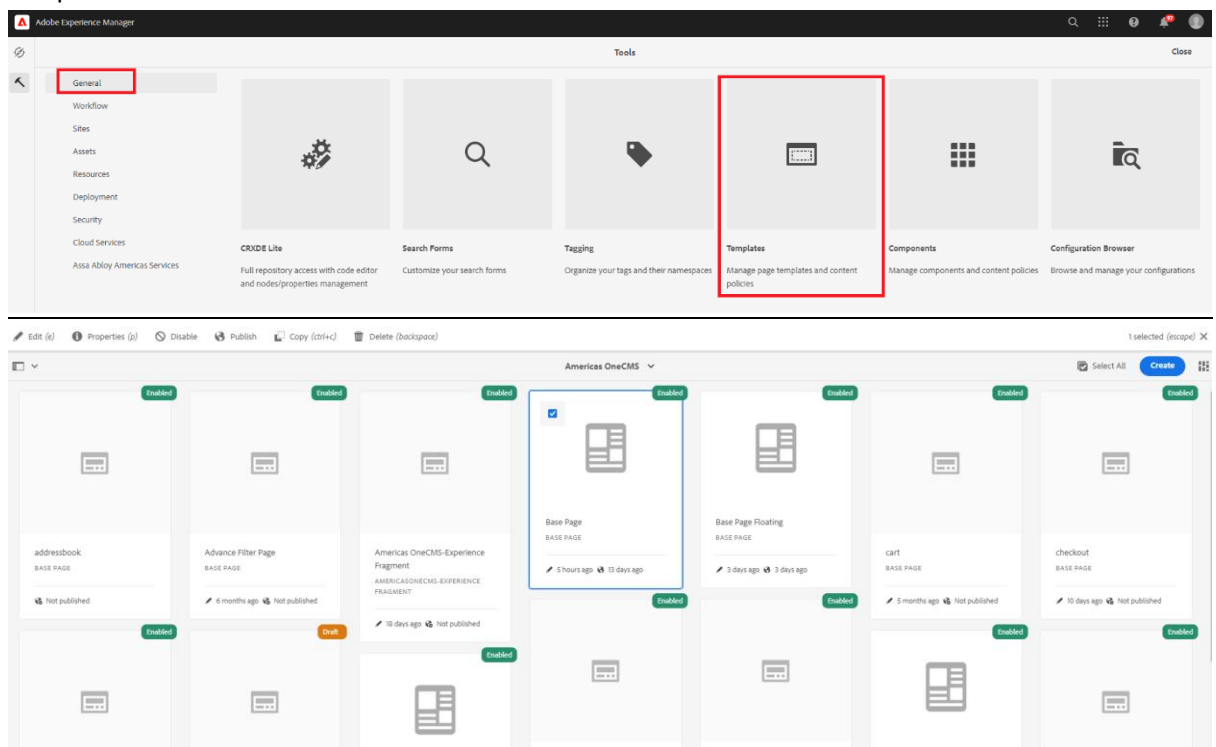 Adobe Experience Manager
97
Tools
Close
General
Workflow
Sites
Assets
Resources
Deployment
Security
Cloud Services
Assa Abloy Americas Services
CRXDE Lite
Full repository access with code editor
and nodes/properties management
Search Forms
Customize your search forms
Tagging
Organize your tags and their namespaces
Templates
Manage page templates and content
policies
Components
Manage components and content policies
Configuration Browser
Browse and manage your configurations
Edit (e) Properties (p) Disable Publish Copy (ctrl+c) Delete (backspace) 1 selected (escape)
Americas OneCMS Select All Create
Enabled Enabled Enabled Enabled Enabled Enabled Enabled
addressbook
BASE PAGE
Not published
Advance Filter Page
BASE PAGE
6 months ago Not published
Americas OneCMS-Experience
Fragment
AMERICASONECMS-EXPERIENCE
FRAGMENT
18 days ago Not published
Base Page
BASE PAGE
5 hours ago 13 days ago
Base Page Floating
BASE PAGE
3 days ago 3 days ago
cart
BASE PAGE
5 months ago Not published
checkout
BASE PAGE
10 days ago Not published
Enabled Draft Enabled Enabled Enabled Enabled Enabled